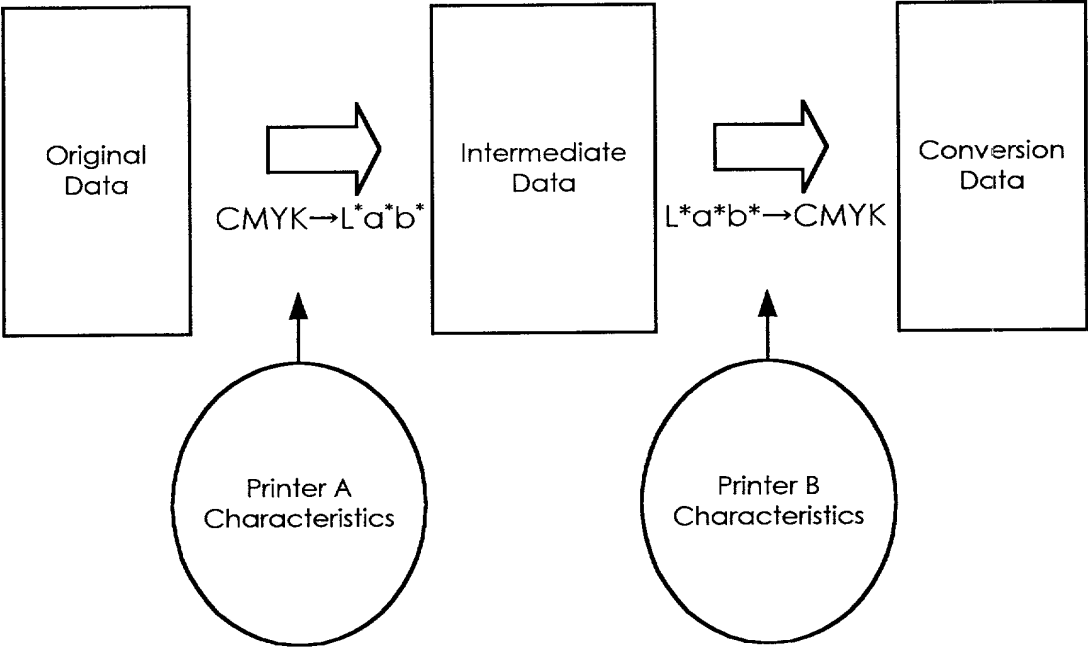 Original
Data
CMYK→L*a*b*
Intermediate
Data
L*a*b*→CMYK
Conversion
Data
Printer A
Characteristics
Printer B
Characteristics